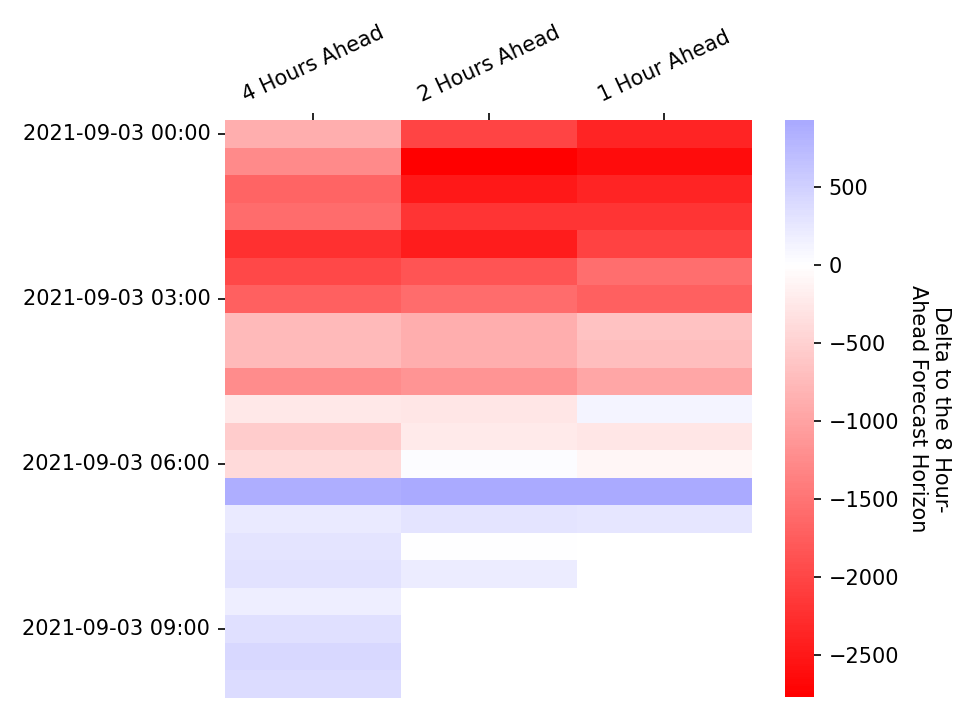 4 Hours Ahead
2 Hours Ahead
1 Hour Ahead
2021-09-03 00:00
2021-09-03 03:00
2021-09-03 06:00
2021-09-03 09:00
500
0
−500
−1000
−1500
−2000
−2500
Delta to the 8 Hour-
Ahead Forecast Horizon